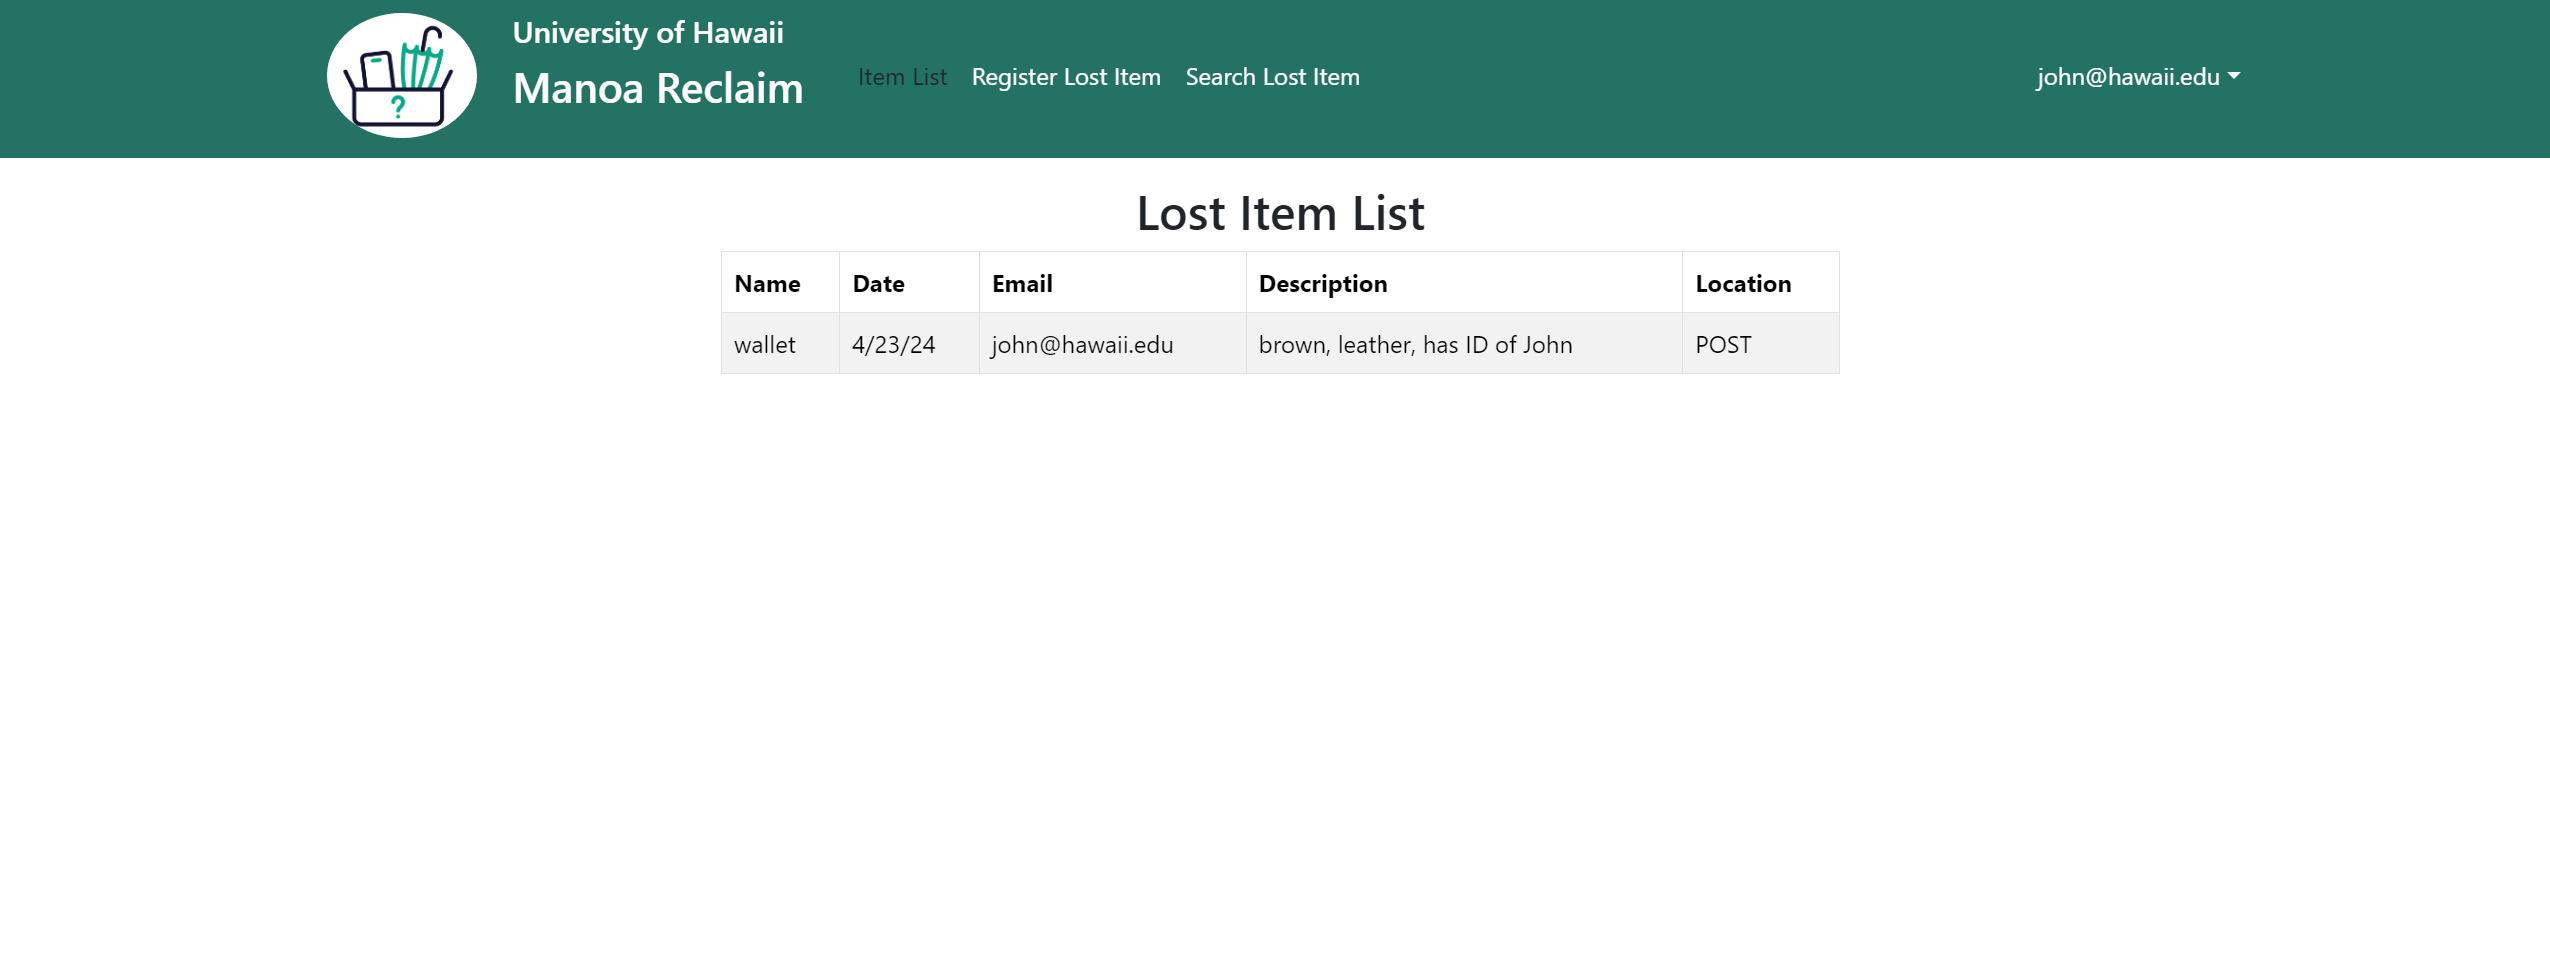 University of Hawaii
Manoa Reclaim
Item List Register Lost Item Search Lost Item john@hawaii.edu
?
Lost Item List
Name Date Email Description Location
wallet 4/23/24 john@hawaii.edu brown, leather, has ID of John POST